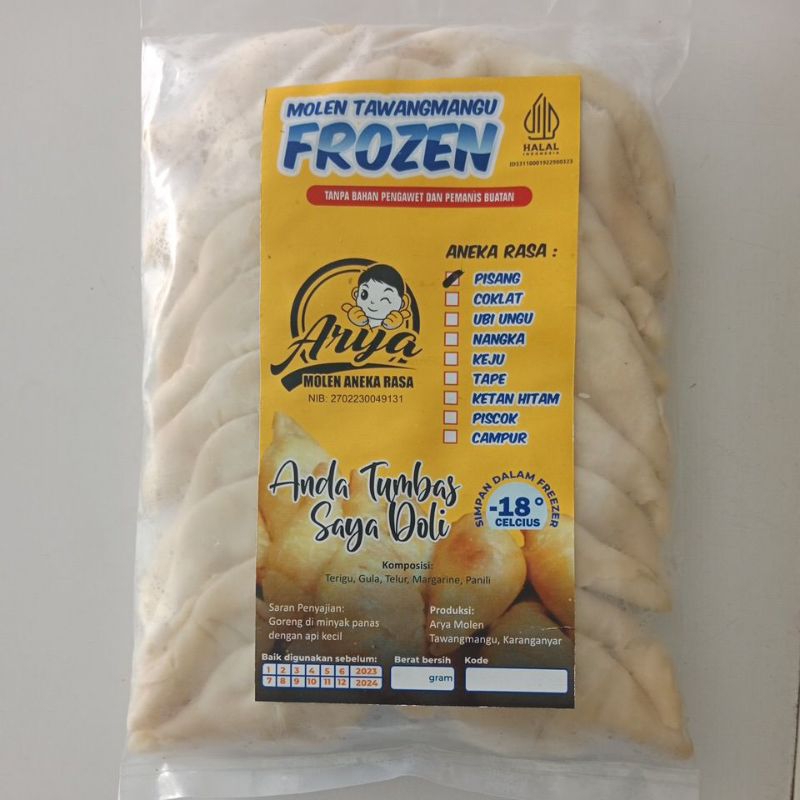 MOLEN TAWANGMANGU
FROZEN
HALAL
INDONESIA
ID33110001922900323
TANPA BAHAN PENGAWET DAN PEMANIS BUATAN
ANEKA RASA :
PISANG
COKLAT
UBI UNGU
NANGKA
KEJU
TAPE
KETAN HITAM
PISCOK
CAMPUR
Arya
MOLEN ANEKA RASA
NIB: 2702230049131
Anda Tumbas
Saya Doli
SIMPAN DALAM FREEZER
-18°
CELCIUS
Komposisi:
Terigu, Gula, Telur, Margarine, Panili
Saran Penyajian:
Goreng di minyak panas
dengan api kecil
Produksi:
Arya Molen
Tawangmangu, Karanganyar
Baik digunakan sebelum:
1 2 3 4 5 6 2023
7 8 9 10 11 12 2024
Berat bersih
gram
Kode